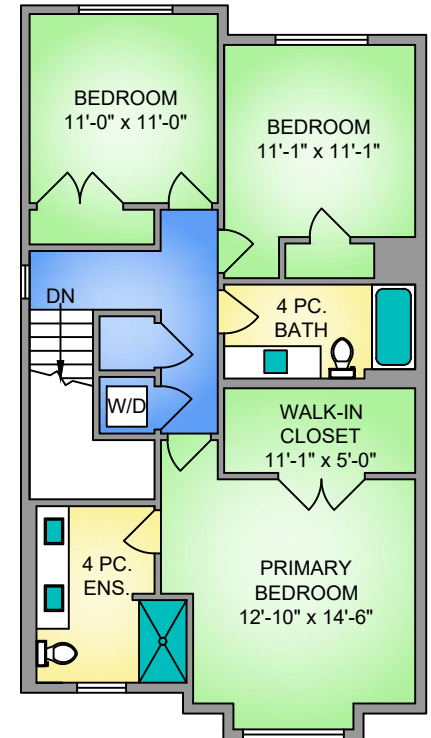 BEDROOM
11'-0" x 11'-0"
BEDROOM
11'-1" x 11'-1"
DN
4 PC.
BATH
W/D
WALK-IN
CLOSET
11'-1" x 5'-0"
4 PC.
ENS.
PRIMARY
BEDROOM
12'-10" x 14'-6"